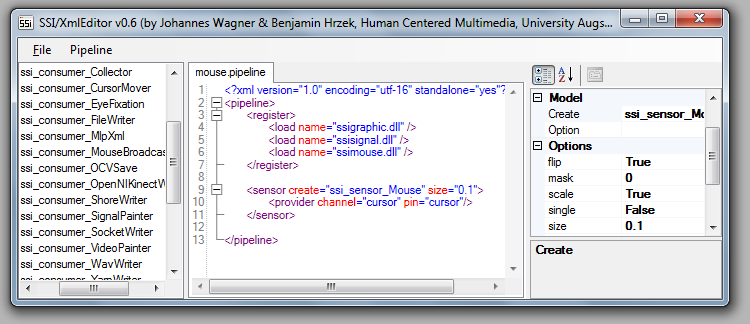 SSI SSI/XmlEditor v0.6 (by Johannes Wagner & Benjamin Hrzek, Human Centered Multimedia, University Augs...
File Pipeline
ssi_consumer_Collector
ssi_consumer_CursorMover
ssi_consumer_EyeFixation
ssi_consumer_FileWriter
ssi_consumer_MlpXml
ssi_consumer_MouseBroadcas
ssi_consumer_OCVSave
ssi_consumer_OpenNIKinectW
ssi_consumer_ShoreWriter
ssi_consumer_SignalPainter
ssi_consumer_SocketWriter
ssi_consumer_VideoPainter
ssi_consumer_WavWriter
ssi_consumer_YarpWriter
mouse.pipeline
1 <?xml version="1.0" encoding="utf-16" standalone="yes"?
2 <pipeline>
3 <register>
4 <load name="ssigraphic.dll" />
5 <load name="ssisignal.dll" />
6 <load name="ssimouse.dll" />
7 </register>
8
9 <sensor create="ssi_sensor_Mouse" size="0.1">
10 <provider channel="cursor" pin="cursor"/>
11 </sensor>
12
13 </pipeline>
A Z
Model
Create ssi_sensor_Mo
Option
Options
flip True
mask 0
scale True
single False
size 0.1
Create